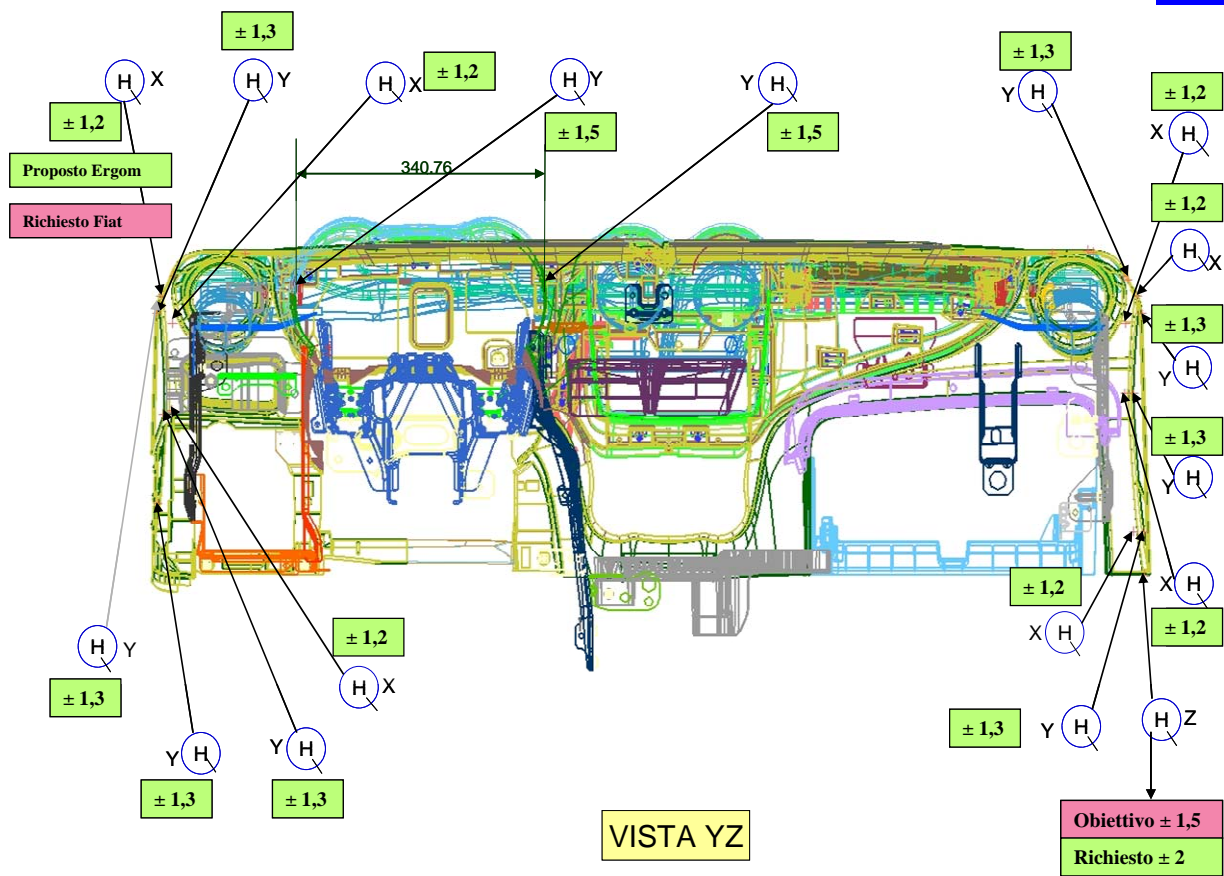 ± 1,3
± 1,3
H X
H Y
H X
± 1,2
H Y
Y H
Y H
± 1,2
± 1,2
± 1,5
± 1,5
X H
Proposto Ergom
340.76
± 1,2
Richiesto Fiat
H X
± 1,3
Y H
± 1,3
Y H
± 1,2
X H
± 1,2
X H
± 1,2
H Y
± 1,3
H X
± 1,3
Y H
H Z
Y H
Y H
± 1,3
± 1,3
VISTA YZ
Obiettivo ± 1,5
Richiesto ± 2